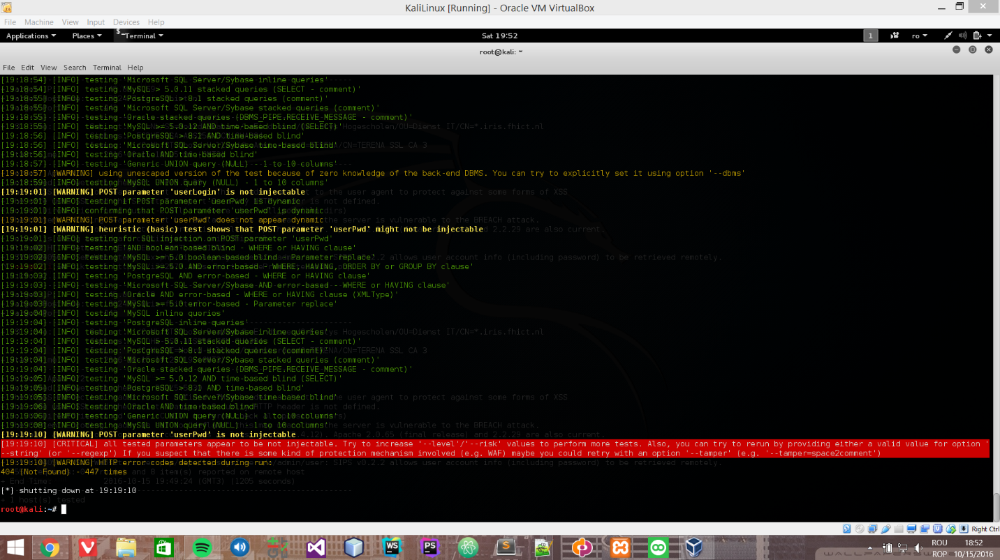 KaliLinux [Running] - Oracle VM VirtualBox
File Machine View Input Devices Help
Applications Places Terminal Sat 19:52 1 ro
root@kali: ~
File Edit View Search Terminal Help
[19:18:54] [INFO] testing 'Microsoft SQL Server/Sybase inline queries'
[19:18:54] [INFO] testing 'MySQL > 5.0.11 stacked queries (SELECT - comment)'
[19:18:55] [INFO] testing 'PostgreSQL > 8.1 stacked queries (comment)'
[19:18:55] [INFO] testing 'Microsoft SQL Server/Sybase stacked queries (comment)'
[19:18:55] [INFO] testing 'Oracle stacked queries (DBMS_PIPE.RECEIVE_MESSAGE - comment)'
[19:18:55] [INFO] testing 'MySQL >= 5.0.12 AND time-based blind (SELECT)'
[19:18:56] [INFO] testing 'PostgreSQL > 8.1 AND time-based blind'
[19:18:56] [INFO] testing 'Microsoft SQL Server/Sybase time-based blind'
[19:18:56] [INFO] testing 'Oracle AND time-based blind'
[19:18:57] [INFO] testing 'Generic UNION query (NULL) - 1 to 10 columns'
[19:18:57] [WARNING] using unescaped version of the test because of zero knowledge of the back-end DBMS. You can try to explicitly set it using option '--dbms'
[19:18:59] [INFO] testing 'MySQL UNION query (NULL) - 1 to 10 columns'
[19:19:01] [WARNING] POST parameter 'userLogin' is not injectable
[19:19:01] [INFO] testing if POST parameter 'userPwd' is dynamic
[19:19:01] [INFO] confirming that POST parameter 'userPwd' is dynamic
[19:19:01] [WARNING] POST parameter 'userPwd' does not appear dynamic
[19:19:01] [WARNING] heuristic (basic) test shows that POST parameter 'userPwd' might not be injectable
[19:19:01] [INFO] testing for SQL injection on POST parameter 'userPwd'
[19:19:02] [INFO] testing 'AND boolean-based blind - WHERE or HAVING clause'
[19:19:02] [INFO] testing 'MySQL >= 5.0 boolean-based blind - Parameter replace'
[19:19:02] [INFO] testing 'MySQL >= 5.0 AND error-based - WHERE, HAVING, ORDER BY or GROUP BY clause'
[19:19:03] [INFO] testing 'PostgreSQL AND error-based - WHERE or HAVING clause'
[19:19:03] [INFO] testing 'Microsoft SQL Server/Sybase AND error-based - WHERE or HAVING clause'
[19:19:03] [INFO] testing 'Oracle AND error-based - WHERE or HAVING clause (XMLType)'
[19:19:03] [INFO] testing 'MySQL >= 5.0 error-based - Parameter replace'
[19:19:04] [INFO] testing 'MySQL inline queries'
[19:19:04] [INFO] testing 'PostgreSQL inline queries'
[19:19:04] [INFO] testing 'Microsoft SQL Server/Sybase inline queries'
[19:19:04] [INFO] testing 'MySQL > 5.0.11 stacked queries (SELECT - comment)'
[19:19:04] [INFO] testing 'PostgreSQL > 8.1 stacked queries (comment)'
[19:19:04] [INFO] testing 'Microsoft SQL Server/Sybase stacked queries (comment)'
[19:19:04] [INFO] testing 'Oracle stacked queries (DBMS_PIPE.RECEIVE_MESSAGE - comment)'
[19:19:05] [INFO] testing 'MySQL >= 5.0.12 AND time-based blind (SELECT)'
[19:19:05] [INFO] testing 'PostgreSQL > 8.1 AND time-based blind'
[19:19:05] [INFO] testing 'Microsoft SQL Server/Sybase time-based blind'
[19:19:06] [INFO] testing 'Oracle AND time-based blind'
[19:19:06] [INFO] testing 'Generic UNION query (NULL) - 1 to 10 columns'
[19:19:08] [INFO] testing 'MySQL UNION query (NULL) - 1 to 10 columns'
[19:19:10] [WARNING] POST parameter 'userPwd' is not injectable
[19:19:10] [CRITICAL] all tested parameters appear to be not injectable. Try to increase '--level'/'--risk' values to perform more tests. Also, you can try to rerun by providing either a valid value for option '
--string' (or '--regexp') If you suspect that there is some kind of protection mechanism involved (e.g. WAF) maybe you could retry with an option '--tamper' (e.g. '--tamper=space2comment')
[19:19:10] [WARNING] HTTP error codes detected during run:
404 (Not Found) - 447 times
[*] shutting down at 19:19:10
root@kali:~#
Right Ctrl
ROU 18:52
ROP 10/15/2016